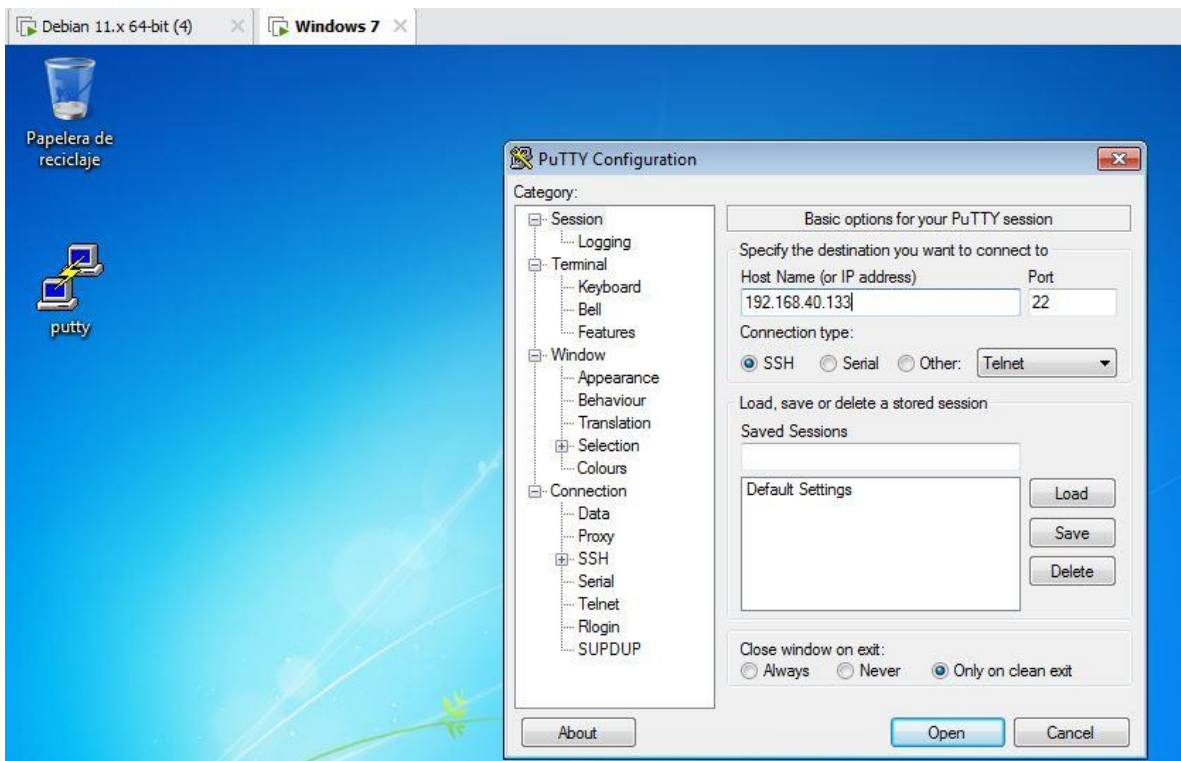 Debian 11.x 64-bit (4)
Windows 7
Papelera de
reciclaje
putty
PuTTY Configuration
Category:
Session
Logging
Terminal
Keyboard
Bell
Features
Window
Appearance
Behaviour
Translation
Selection
Colours
Connection
Data
Proxy
SSH
Serial
Telnet
Rlogin
SUPDUP
Basic options for your PuTTY session
Specify the destination you want to connect to
Host Name (or IP address) Port
192.168.40.133 22
Connection type:
SSH Serial Other: Telnet
Load, save or delete a stored session
Saved Sessions
Default Settings
Load
Save
Delete
Close window on exit:
Always Never Only on clean exit
About Open Cancel